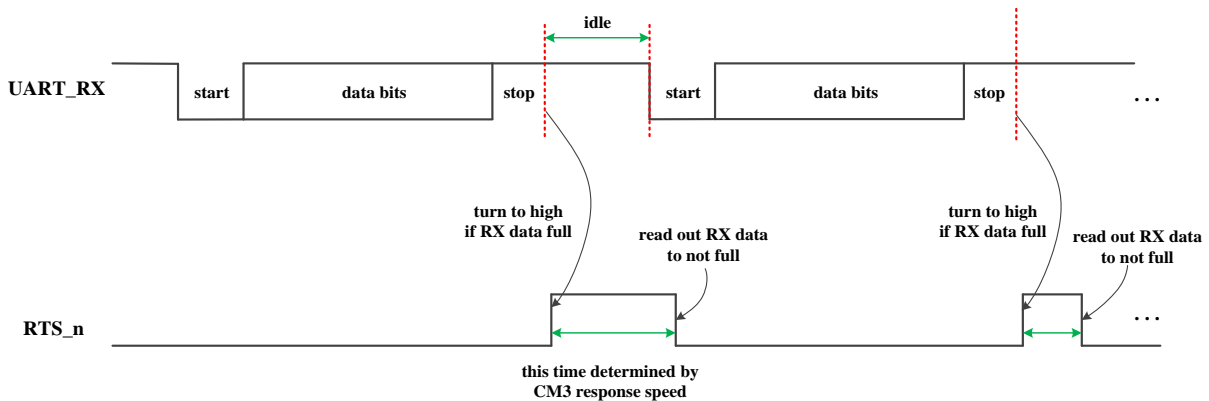 idle
UART_RX
start
data bits
stop
start
data bits
stop
...
turn to high
if RX data full
read out RX data
to not full
turn to high
if RX data full
read out RX data
to not full
RTS_n
...
this time determined by
CM3 response speed